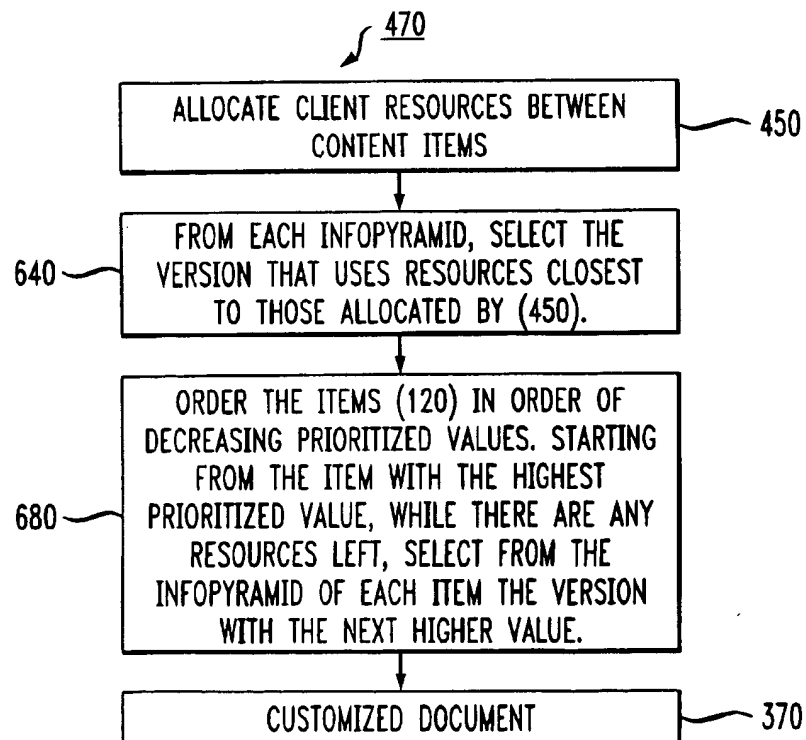 470
ALLOCATE CLIENT RESOURCES BETWEEN
CONTENT ITEMS
450
FROM EACH INFOPYRAMID, SELECT THE
VERSION THAT USES RESOURCES CLOSEST
TO THOSE ALLOCATED BY (450).
640
ORDER THE ITEMS (120) IN ORDER OF
DECREASING PRIORITIZED VALUES. STARTING
FROM THE ITEM WITH THE HIGHEST
PRIORITIZED VALUE, WHILE THERE ARE ANY
RESOURCES LEFT, SELECT FROM THE
INFOPYRAMID OF EACH ITEM THE VERSION
WITH THE NEXT HIGHER VALUE.
680
CUSTOMIZED DOCUMENT
370